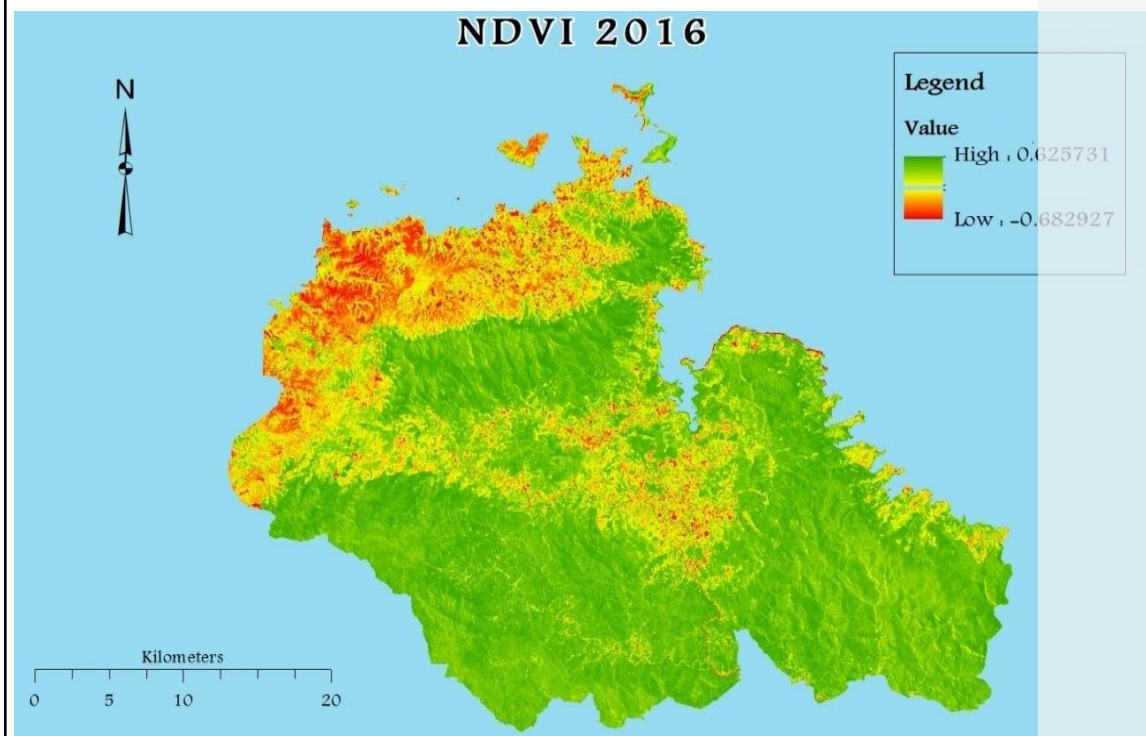 NDVI 2016
N
Legend
Value
High : 0.625731
Low : -0.682927
Kilometers
0 5 10 20